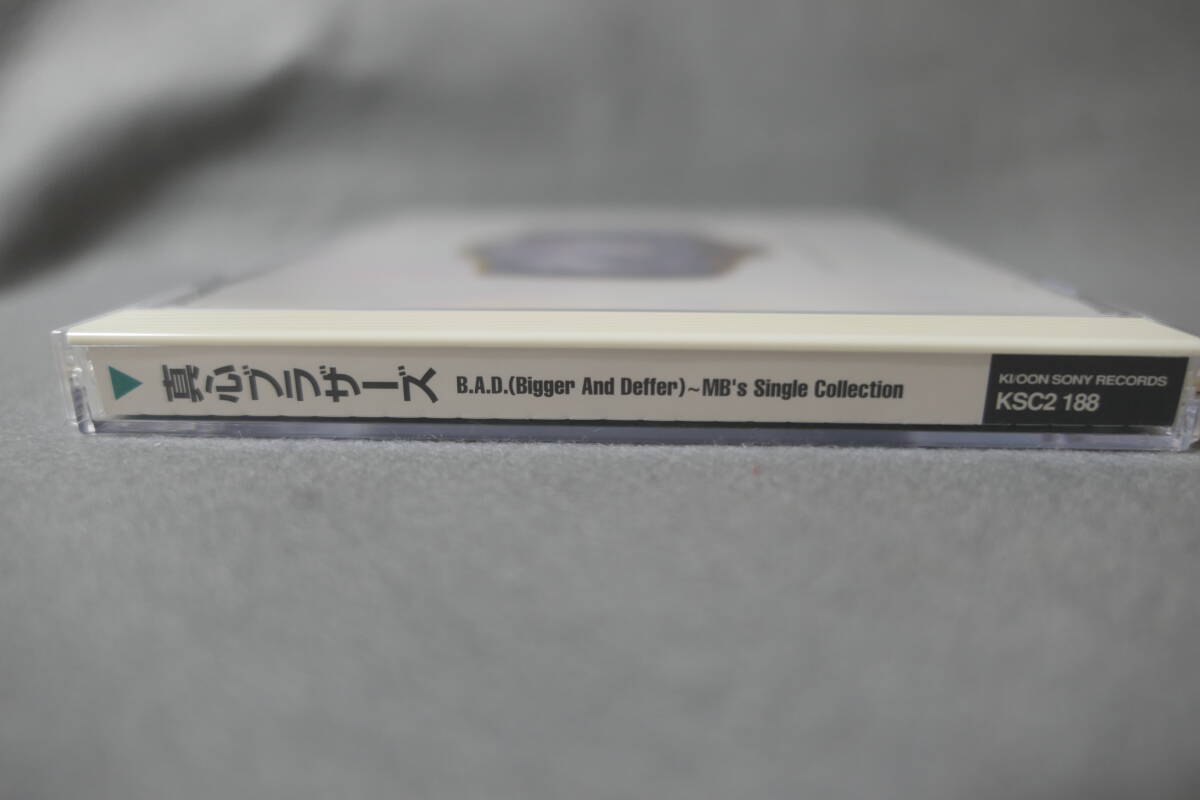 真心ブラザーズ
B.A.D.(Bigger And Deffer)~MB's Single Collection
KI/OON SONY RECORDS
KSC2 188